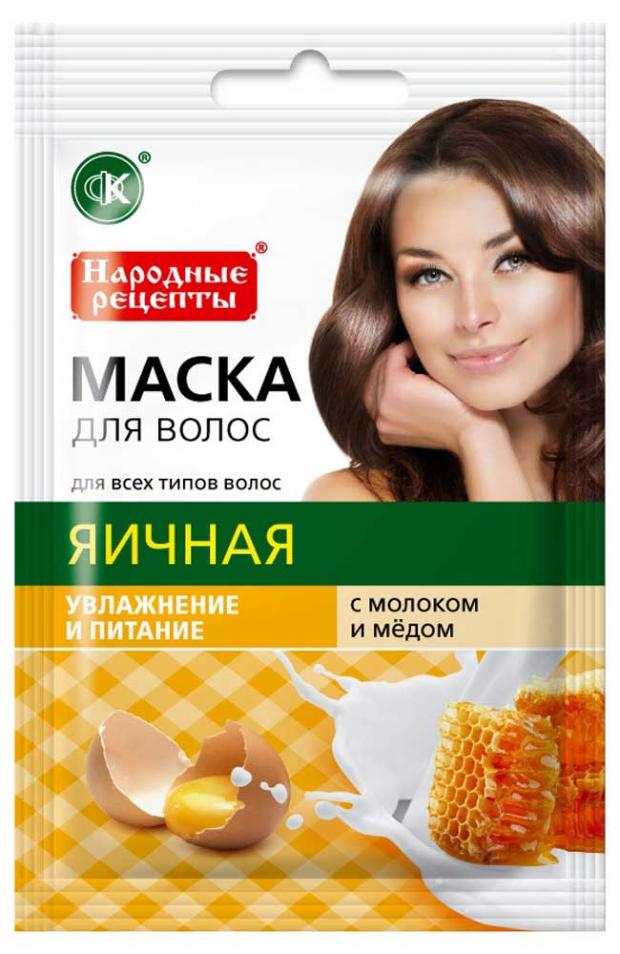 ФК®
Народные®
рецепты
МАСКА
ДЛЯ ВОЛОС
для всех типов волос
ЯИЧНАЯ
УВЛАЖНЕНИЕ
И ПИТАНИЕ
С МОЛОКОМ
И МЁДОМ